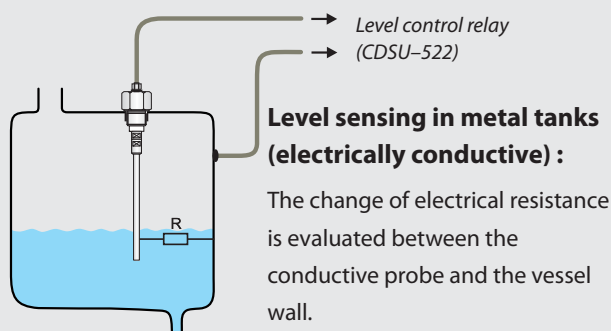 Level control relay
(CDSU–522)
Level sensing in metal tanks
(electrically conductive) :
The change of electrical resistance
is evaluated between the
conductive probe and the vessel
wall.
R